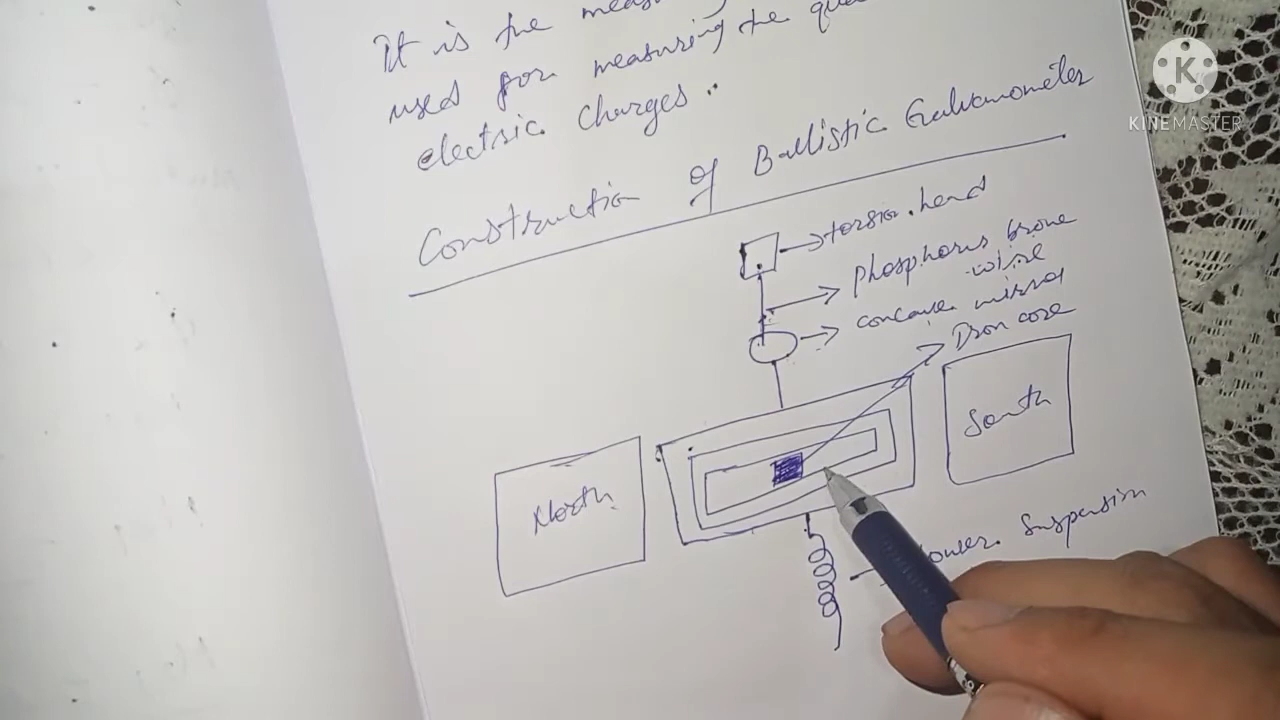 It is the
used for measuring the
electric charges.
Construction of Ballistic Galvanometer
torsion head
phosphorus
wire
concave mirror
Iron core
North
South
suspension
KINEMASTER